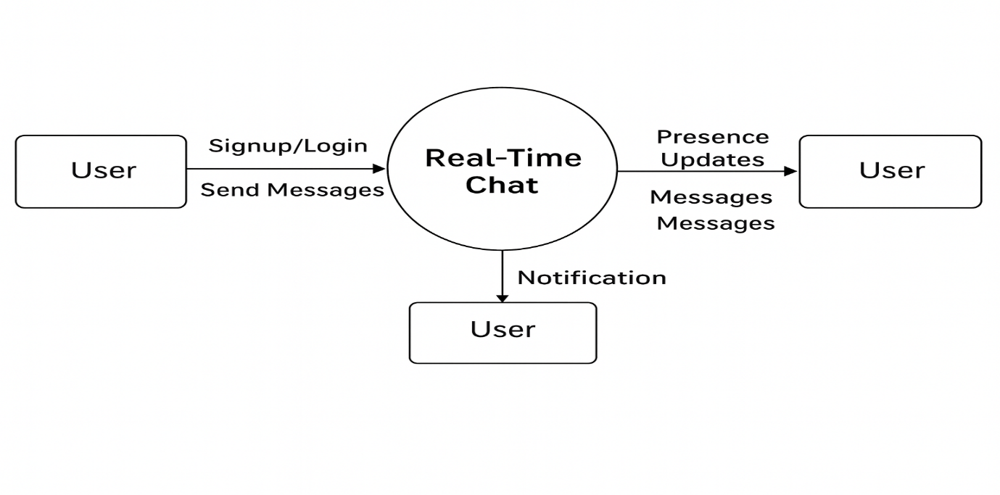 User
Signup/Login
Send Messages
Real-Time
Chat
Presence
Updates
Messages
Messages
User
Notification
User